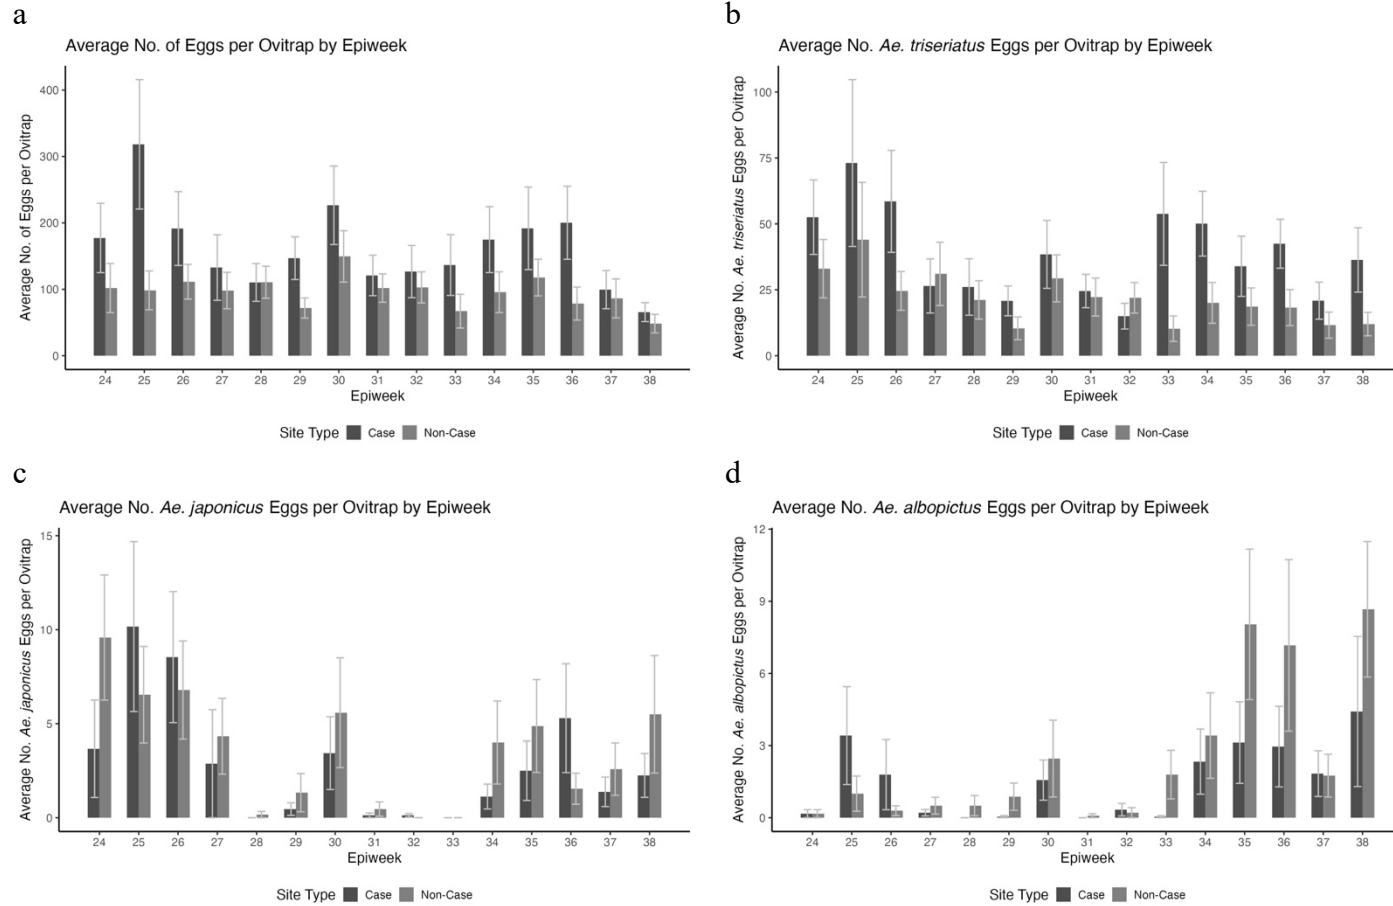 a
Average No. of Eggs per Ovitrap by Epiweek
Average No. of Eggs per Ovitrap
400
300
200
100
0
24 25 26 27 28 29 30 31 32 33 34 35 36 37 38
Epiweek
Site Type Case Non-Case
b
Average No. Ae. triseriatus Eggs per Ovitrap by Epiweek
Average No. Ae. triseriatus Eggs per Ovitrap
100
75
50
25
0
24 25 26 27 28 29 30 31 32 33 34 35 36 37 38
Epiweek
Site Type Case Non-Case
c
Average No. Ae. japonicus Eggs per Ovitrap by Epiweek
Average No. Ae. japonicus Eggs per Ovitrap
15
10
5
0
24 25 26 27 28 29 30 31 32 33 34 35 36 37 38
Epiweek
Site Type Case Non-Case
d
Average No. Ae. albopictus Eggs per Ovitrap by Epiweek
Average No. Ae. albopictus Eggs per Ovitrap
12
9
6
3
0
24 25 26 27 28 29 30 31 32 33 34 35 36 37 38
Epiweek
Site Type Case Non-Case